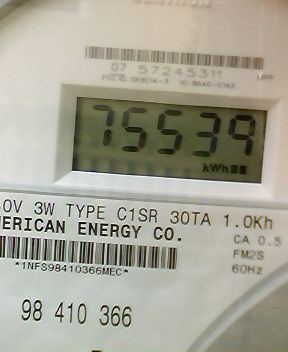 07 57245311
75539
kWh
0V 3W TYPE C1SR 30TA 1.0Kh
ERICAN ENERGY CO.
CA 0.5
*1NFS98410366MEC*
FM2S
60Hz
98 410 366